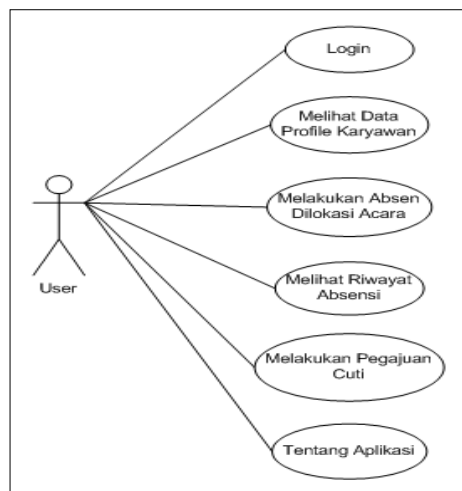 Login
Melihat Data
Profile Karyawan
Melakukan Absen
Dilokasi Acara
User
Melihat Riwayat
Absensi
Melakukan Pegajuan
Cuti
Tentang Aplikasi